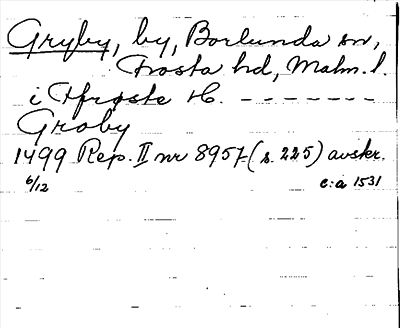 Gryby, by, Borlunda sn,
Frosta hd, Malm. l.
i Ffroste H. - - - - - - -
Groby
1499 Rep. II nr 8957 (s. 225) avskr.
6/12 c:a 1531